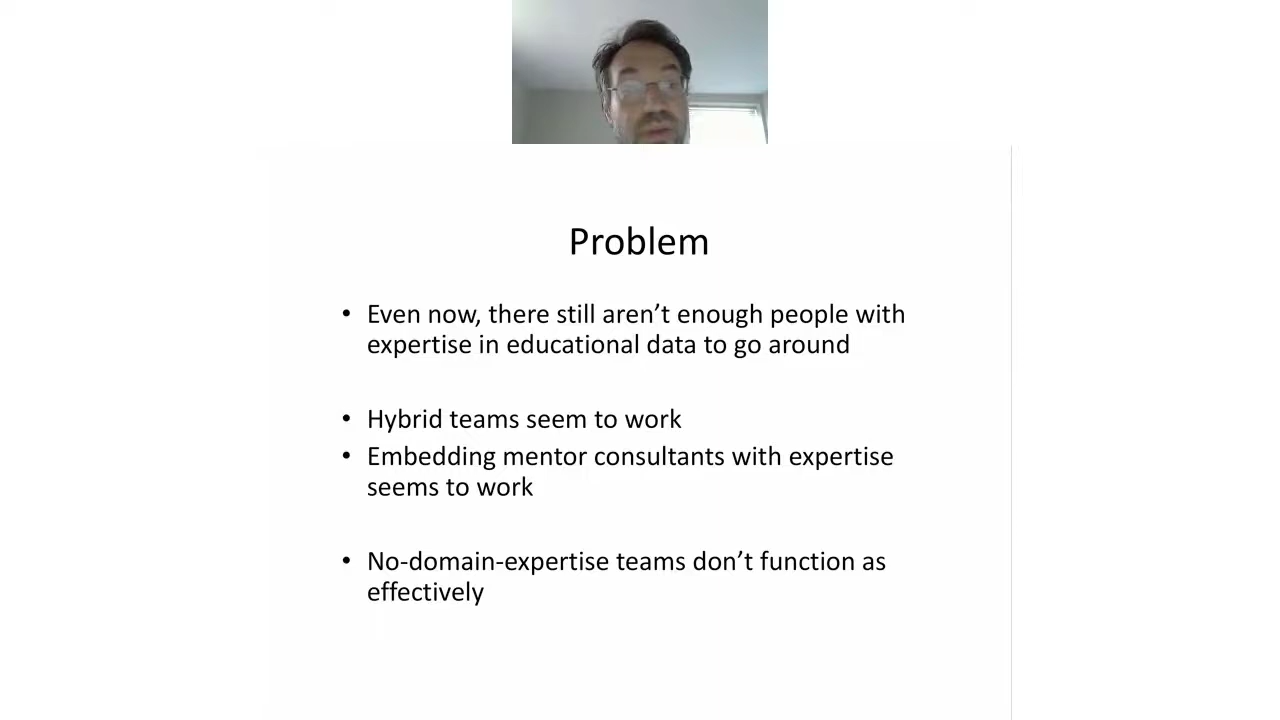 Problem
• Even now, there still aren’t enough people with
expertise in educational data to go around
• Hybrid teams seem to work
• Embedding mentor consultants with expertise
seems to work
• No-domain-expertise teams don’t function as
effectively